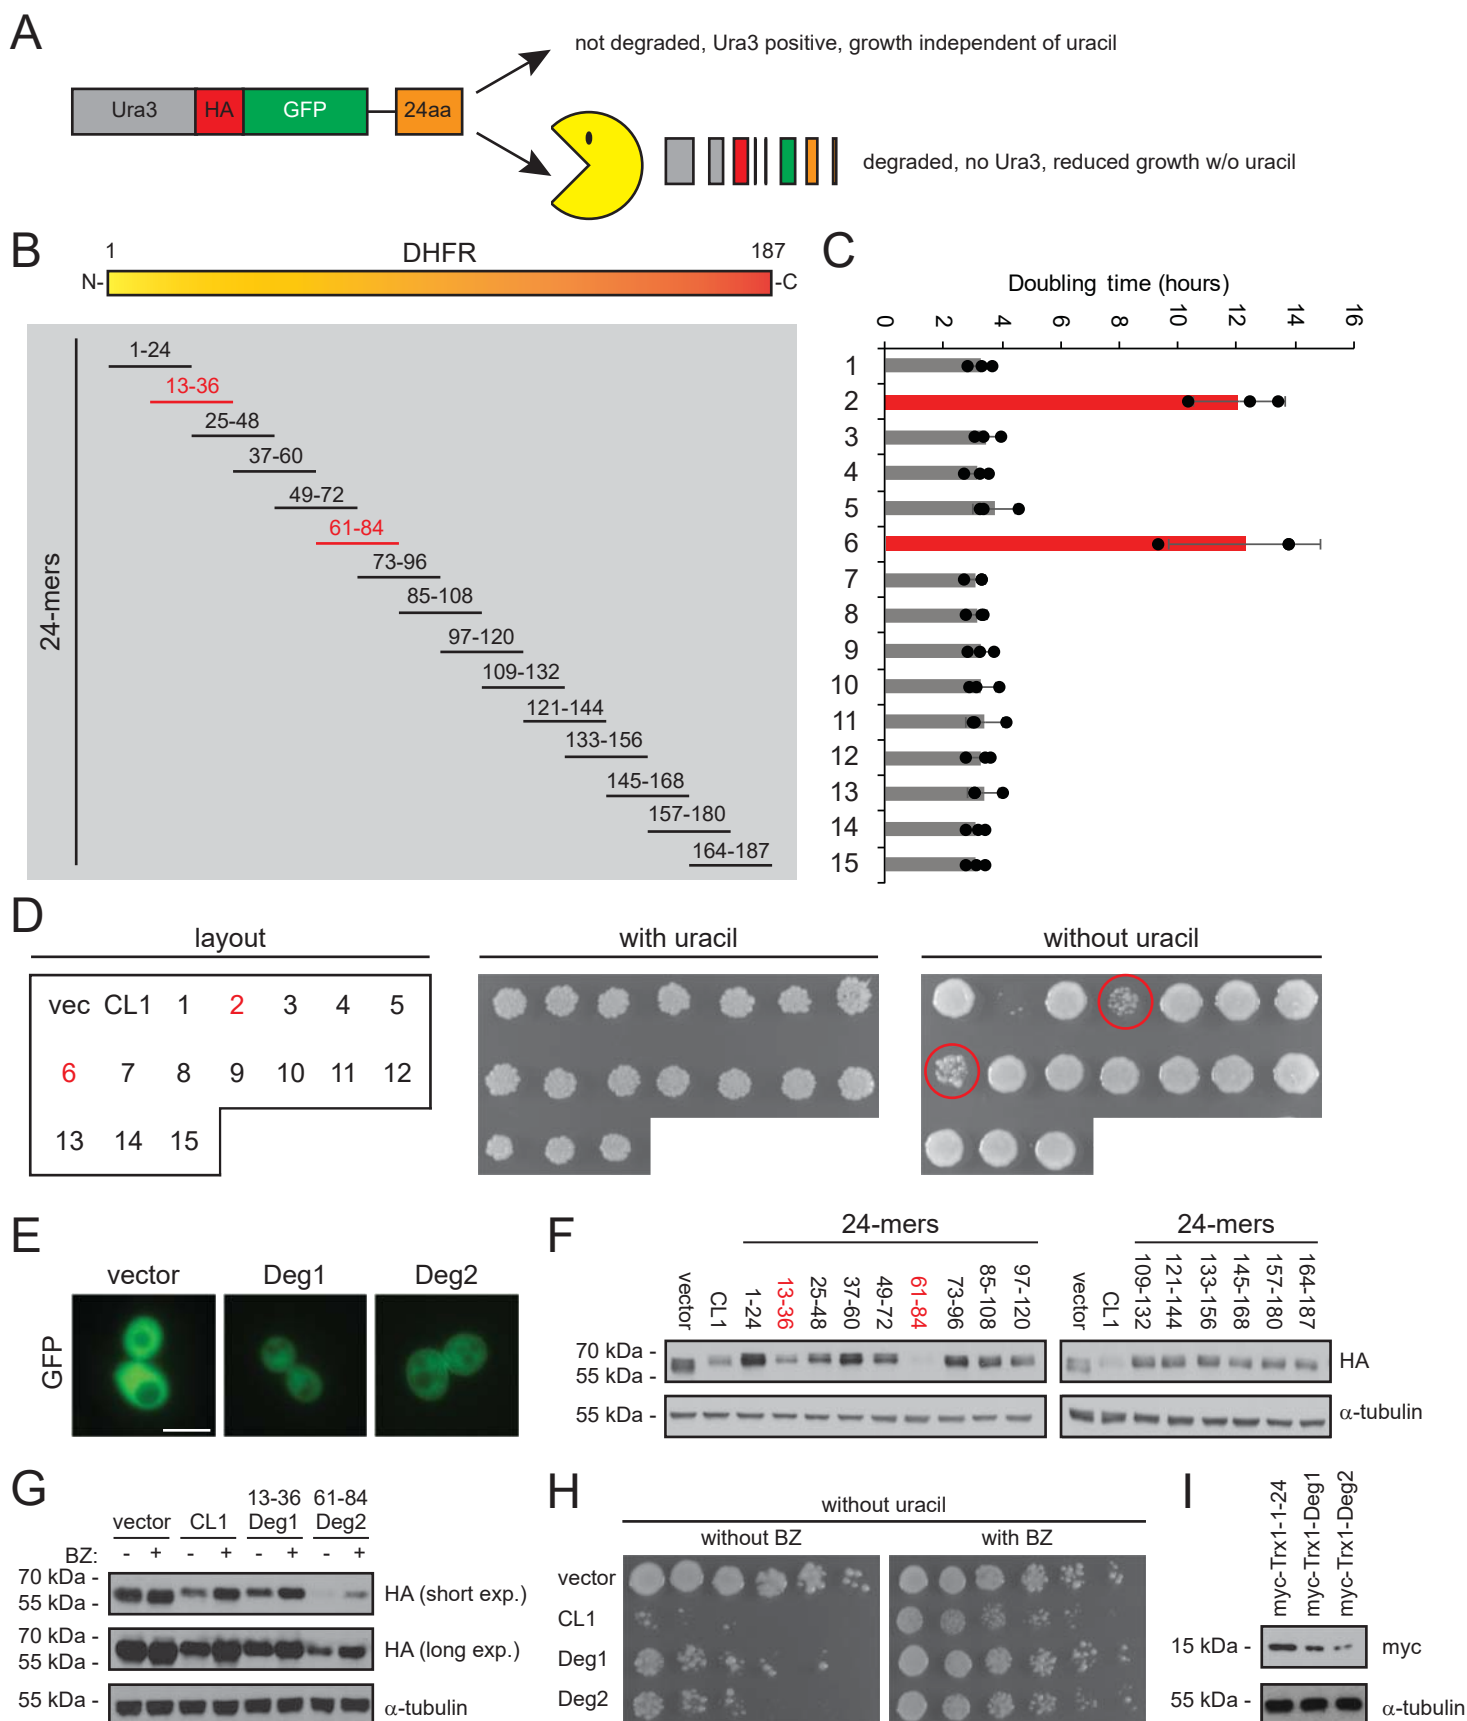 A
not degraded, Ura3 positive, growth independent of uracil
Ura3 HA GFP 24aa
degraded, no Ura3, reduced growth w/o uracil
B
1 DHFR 187
N- -C
24-mers
1-24
13-36
25-48
37-60
49-72
61-84
73-96
85-108
97-120
109-132
121-144
133-156
145-168
157-180
164-187
C
Doubling time (hours)
0 2 4 6 8 10 12 14 16
1
2
3
4
5
6
7
8
9
10
11
12
13
14
15
D
layout with uracil without uracil
vec CL1 1 2 3 4 5
6 7 8 9 10 11 12
13 14 15
E
vector Deg1 Deg2
GFP
F
24-mers 24-mers
vector CL1 1-24 13-36 25-48 37-60 49-72 61-84 73-96 85-108 97-120 vector CL1 109-132 121-144 133-156 145-168 157-180 164-187
70 kDa -
55 kDa -
HA
55 kDa -
α-tubulin
G
13-36 61-84
vector CL1 Deg1 Deg2
BZ: - + - + - + - +
70 kDa -
55 kDa -
HA (short exp.)
70 kDa -
55 kDa -
HA (long exp.)
55 kDa -
α-tubulin
H
without uracil
without BZ with BZ
vector
CL1
Deg1
Deg2
I
myc-Trx1-1-24
myc-Trx1-Deg1
myc-Trx1-Deg2
15 kDa - myc
55 kDa -
α-tubulin